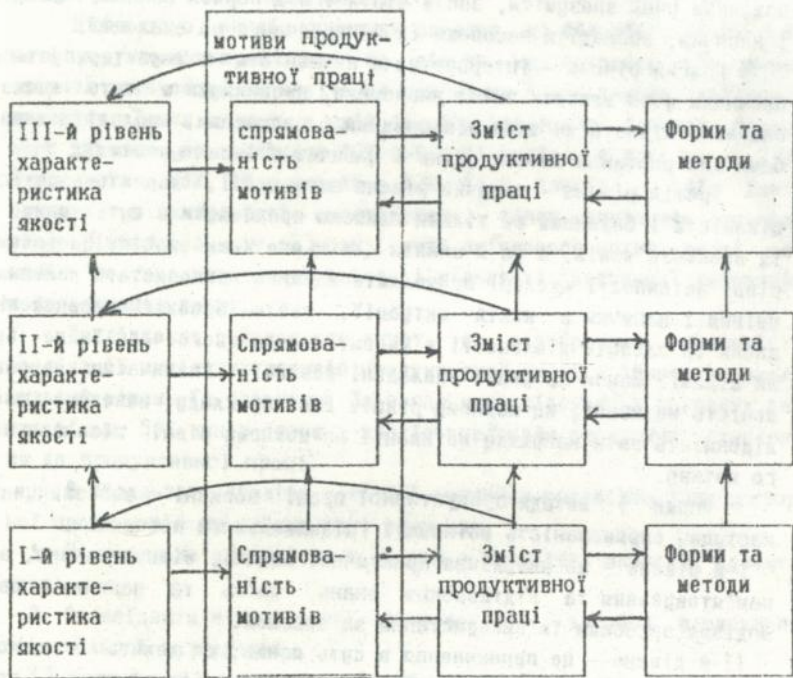 мотиви продук-
тивної праці
III-й рівень
характе-
ристика
якості
спрямова-
ність
мотивів
Зміст
продуктивної
праці
Форми та
методи
II-й рівень
характе-
ристика
якості
Спрямова-
ність
мотивів
Зміст
продуктивної
праці
Форми та
методи
I-й рівень
характе-
ристика
якості
Спрямова-
ність
мотивів
Зміст
продуктивної
праці
Форми та
методи